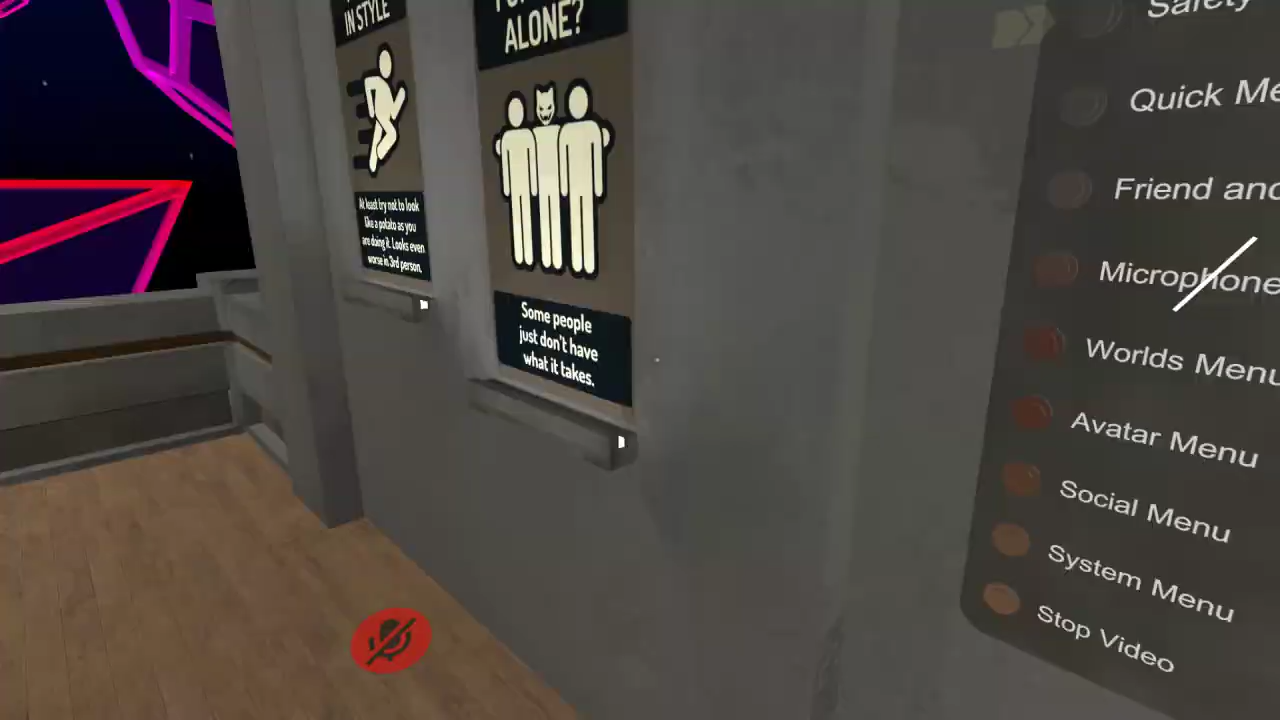 IN STYLE
At least try not to look
like a potato as you
are doing it. Looks even
worse in 3rd person.
ALONE?
Some people
just don't have
what it takes.
Safety
Quick Me
Friend and
Microphone
Worlds Menu
Avatar Menu
Social Menu
System Menu
Stop Video